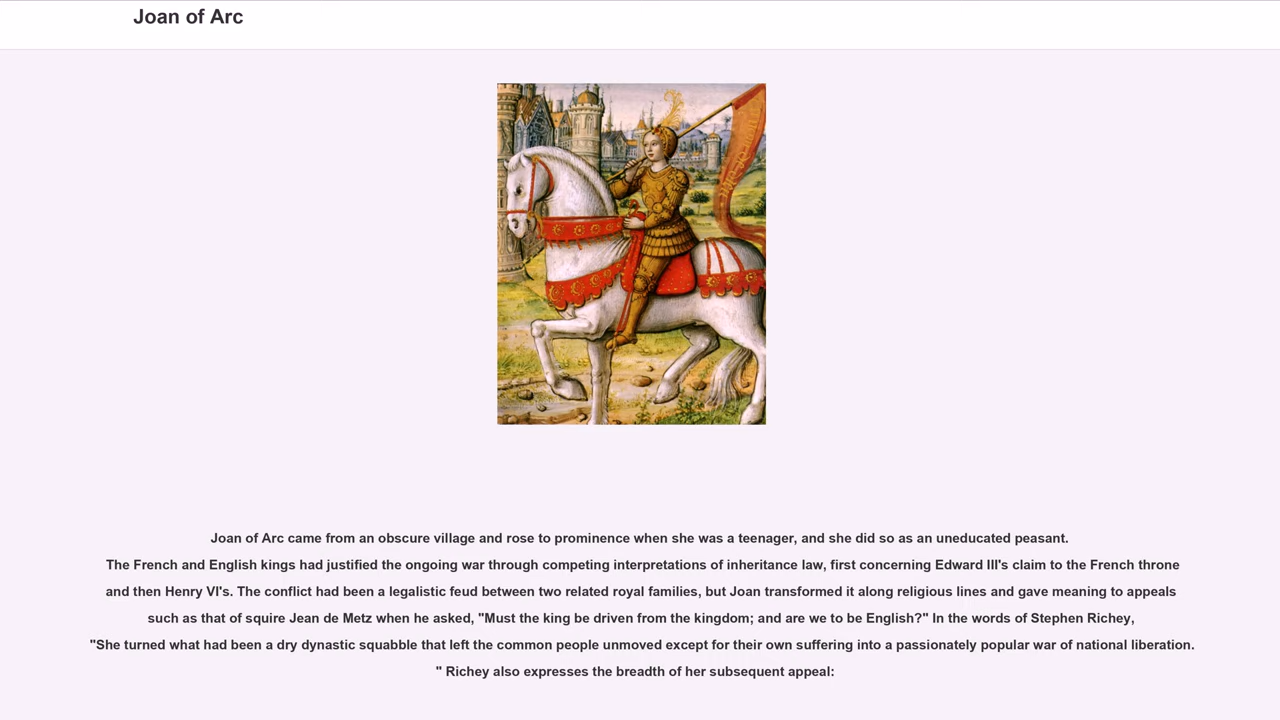 Joan of Arc
Joan of Arc came from an obscure village and rose to prominence when she was a teenager, and she did so as an uneducated peasant.
The French and English kings had justified the ongoing war through competing interpretations of inheritance law, first concerning Edward III's claim to the French throne
and then Henry VI's. The conflict had been a legalistic feud between two related royal families, but Joan transformed it along religious lines and gave meaning to appeals
such as that of squire Jean de Metz when he asked, "Must the king be driven from the kingdom; and are we to be English?" In the words of Stephen Richey,
"She turned what had been a dry dynastic squabble that left the common people unmoved except for their own suffering into a passionately popular war of national liberation.
" Richey also expresses the breadth of her subsequent appeal: